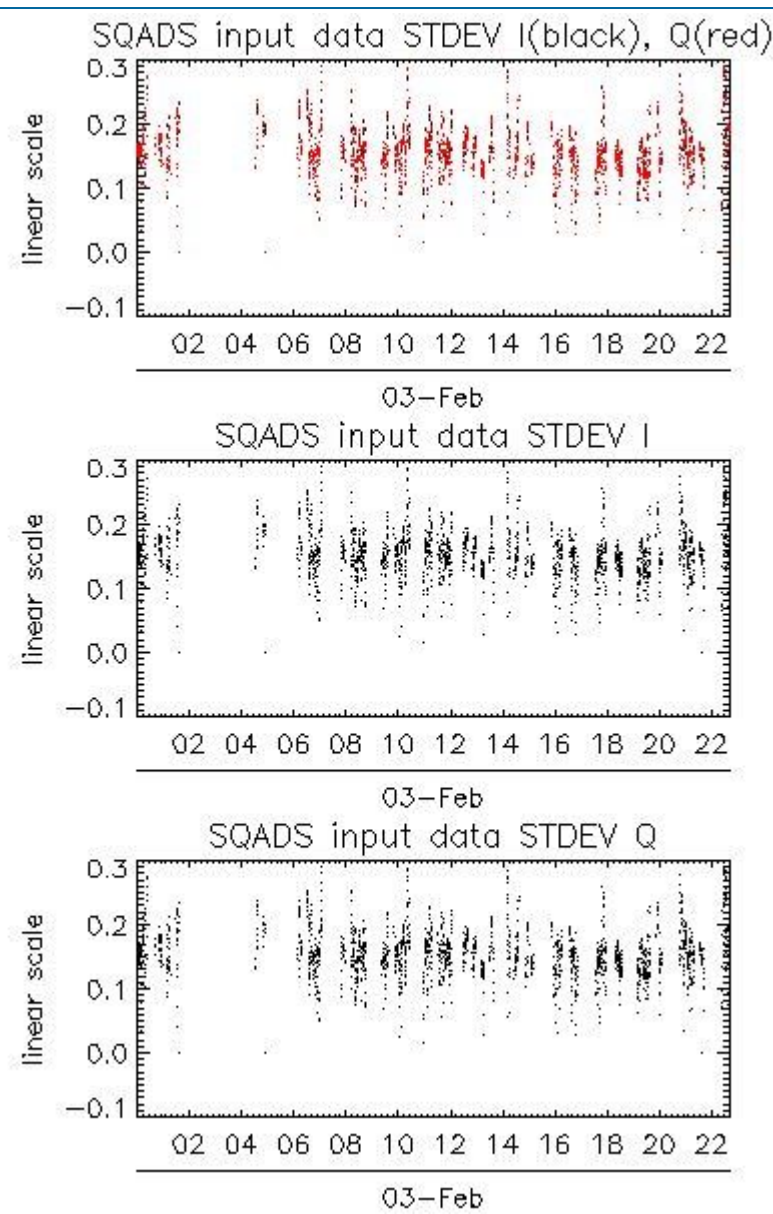 SQADS input data STDEV I(black), Q(red)
linear scale
0.3
0.2
0.1
0.0
-0.1
02 04 06 08 10 12 14 16 18 20 22
03-Feb
SQADS input data STDEV I
linear scale
0.3
0.2
0.1
0.0
-0.1
02 04 06 08 10 12 14 16 18 20 22
03-Feb
SQADS input data STDEV Q
linear scale
0.3
0.2
0.1
0.0
-0.1
02 04 06 08 10 12 14 16 18 20 22
03-Feb